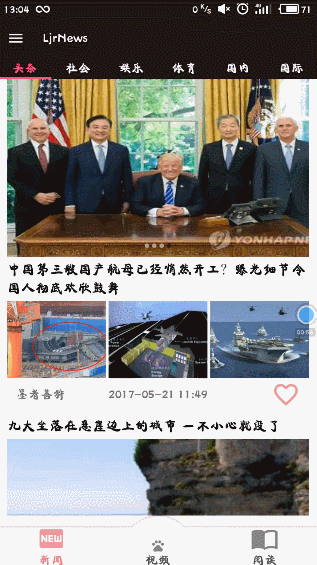 13:04 0 K/s 71
LjrNews
头条 社会 娱乐 体育 国内 国际
YONHAPNE
中国第三艘国产航母已经悄然开工？曝光细节令
国人彻底欢欣鼓舞
墨者善行 2017-05-21 11:49
九大坐落在悬崖边上的城市 一不小心就没了
NEW
新闻 视频 阅读